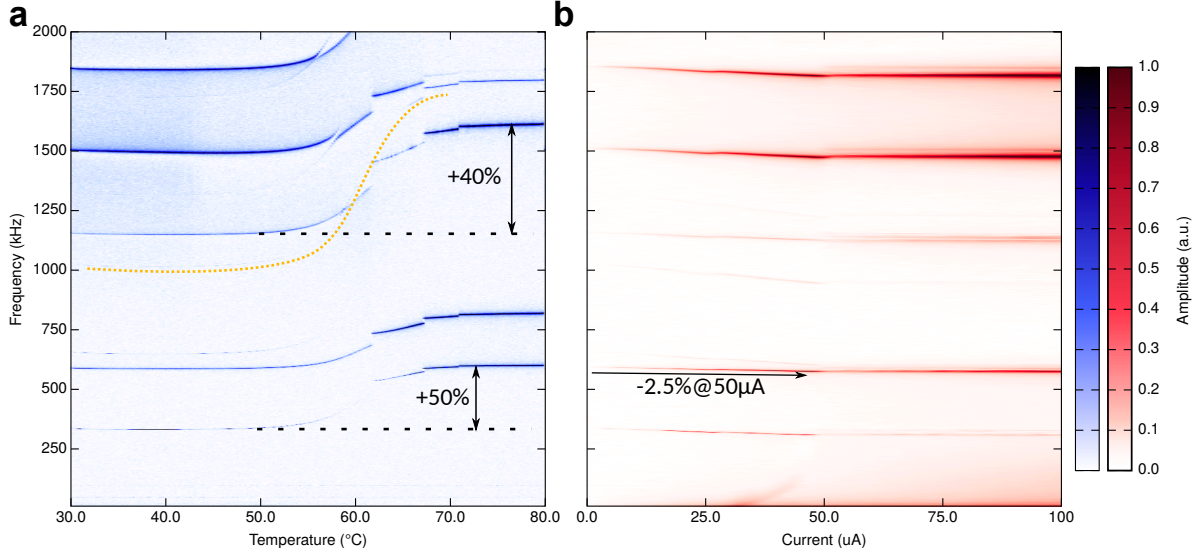 a
b
2000
1750
1500
1250
1000
750
500
250
Frequency (kHz)
+40%
+50%
30.0 40.0 50.0 60.0 70.0 80.0
Temperature (°C)
-2.5%@50μA
0.0 25.0 50.0 75.0 100
Current (uA)
1.0
0.9
0.8
0.7
0.6
0.5
0.4
0.3
0.2
0.1
0.0
Amplitude (a.u.)